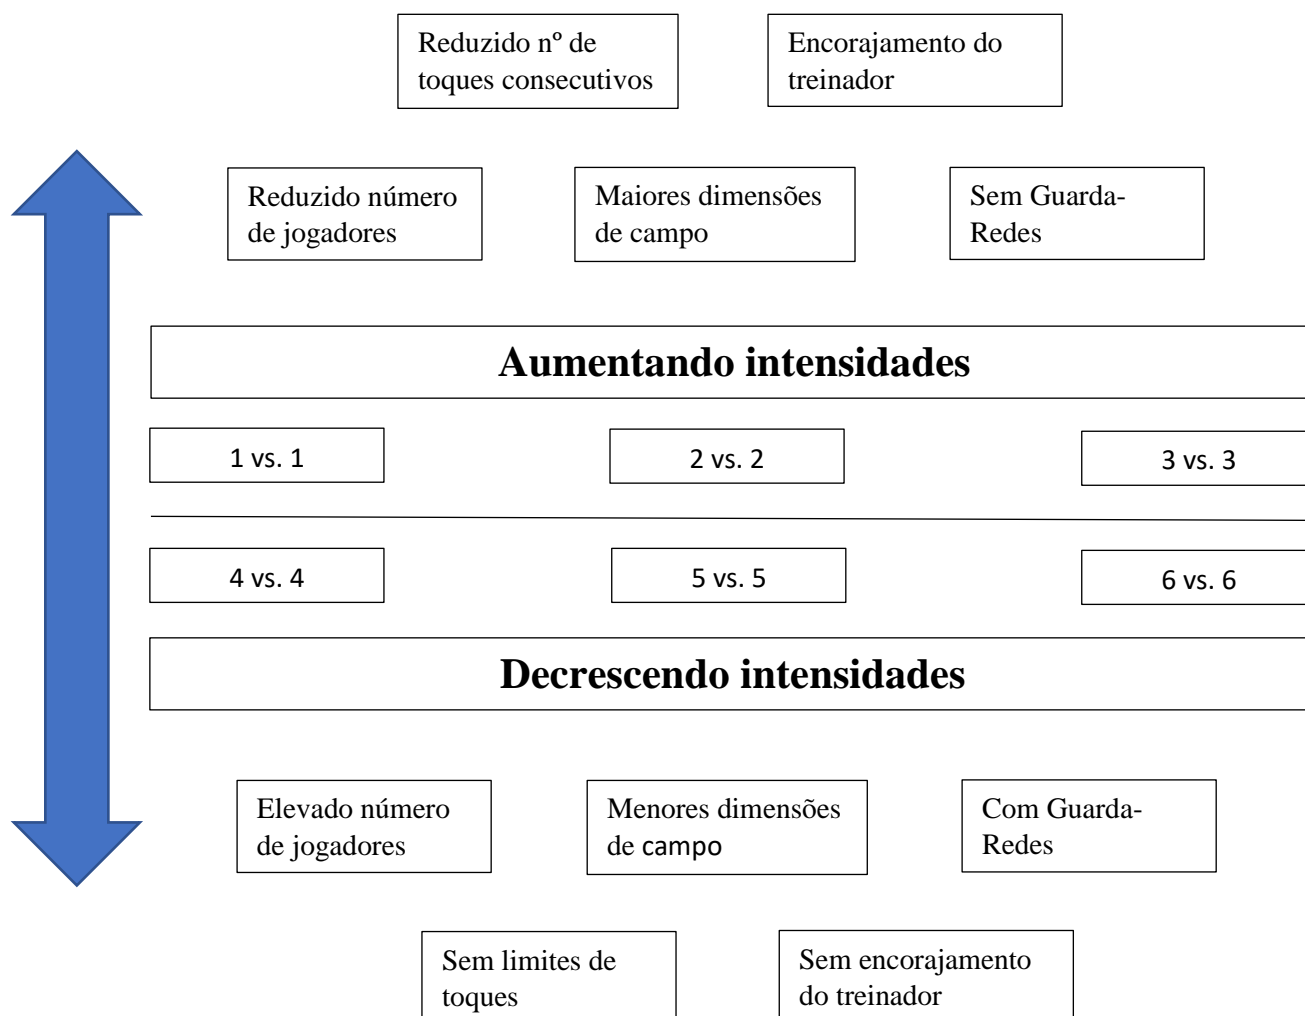 Reduzido nº de
toques consecutivos
Encorajamento do
treinador
Reduzido número
de jogadores
Maiores dimensões
de campo
Sem Guarda-
Redes
Aumentando intensidades
1 vs. 1
2 vs. 2
3 vs. 3
4 vs. 4
5 vs. 5
6 vs. 6
Decrescendo intensidades
Elevado número
de jogadores
Menores dimensões
de campo
Com Guarda-
Redes
Sem limites de
toques
Sem encorajamento
do treinador